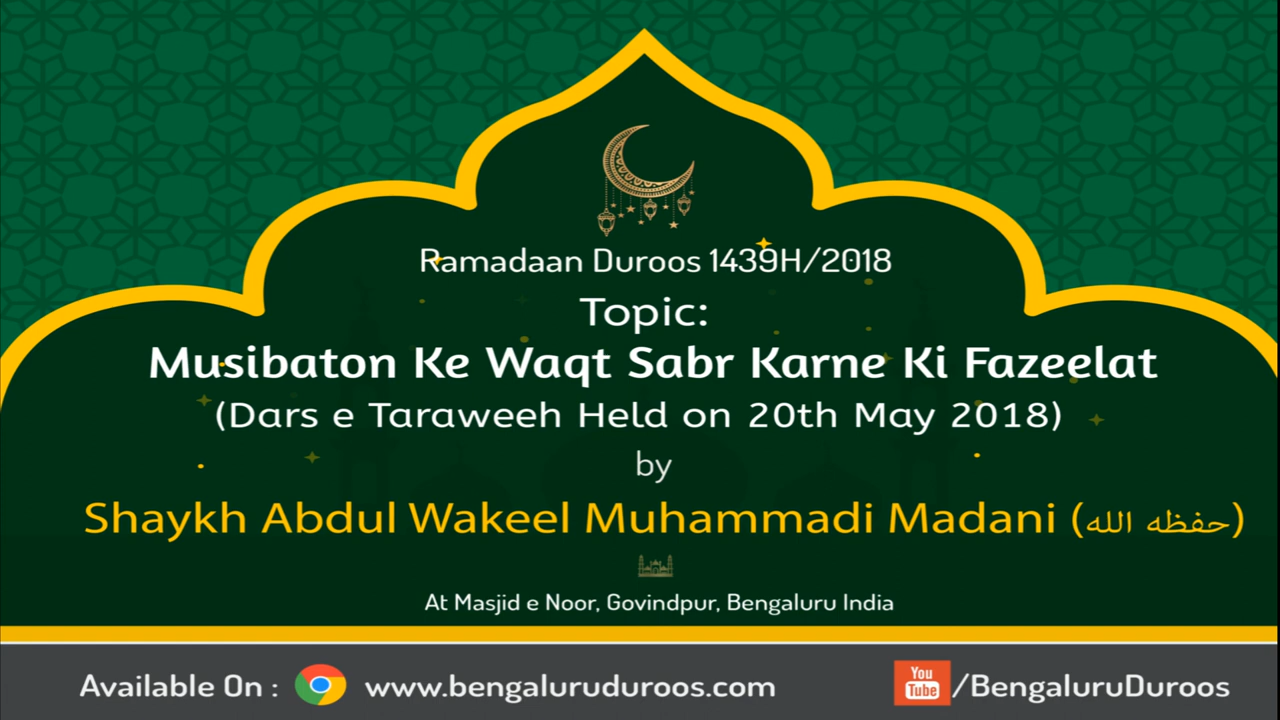 Ramadaan Duroos 1439H/2018
Topic:
Musibaton Ke Waqt Sabr Karne Ki Fazeelat
(Dars e Taraweeh Held on 20th May 2018)
by
Shaykh Abdul Wakeel Muhammadi Madani (حفظه الله)
At Masjid e Noor, Govindpur, Bengaluru India
Available On : www.bengaluruduroos.com You Tube /BengaluruDuroos